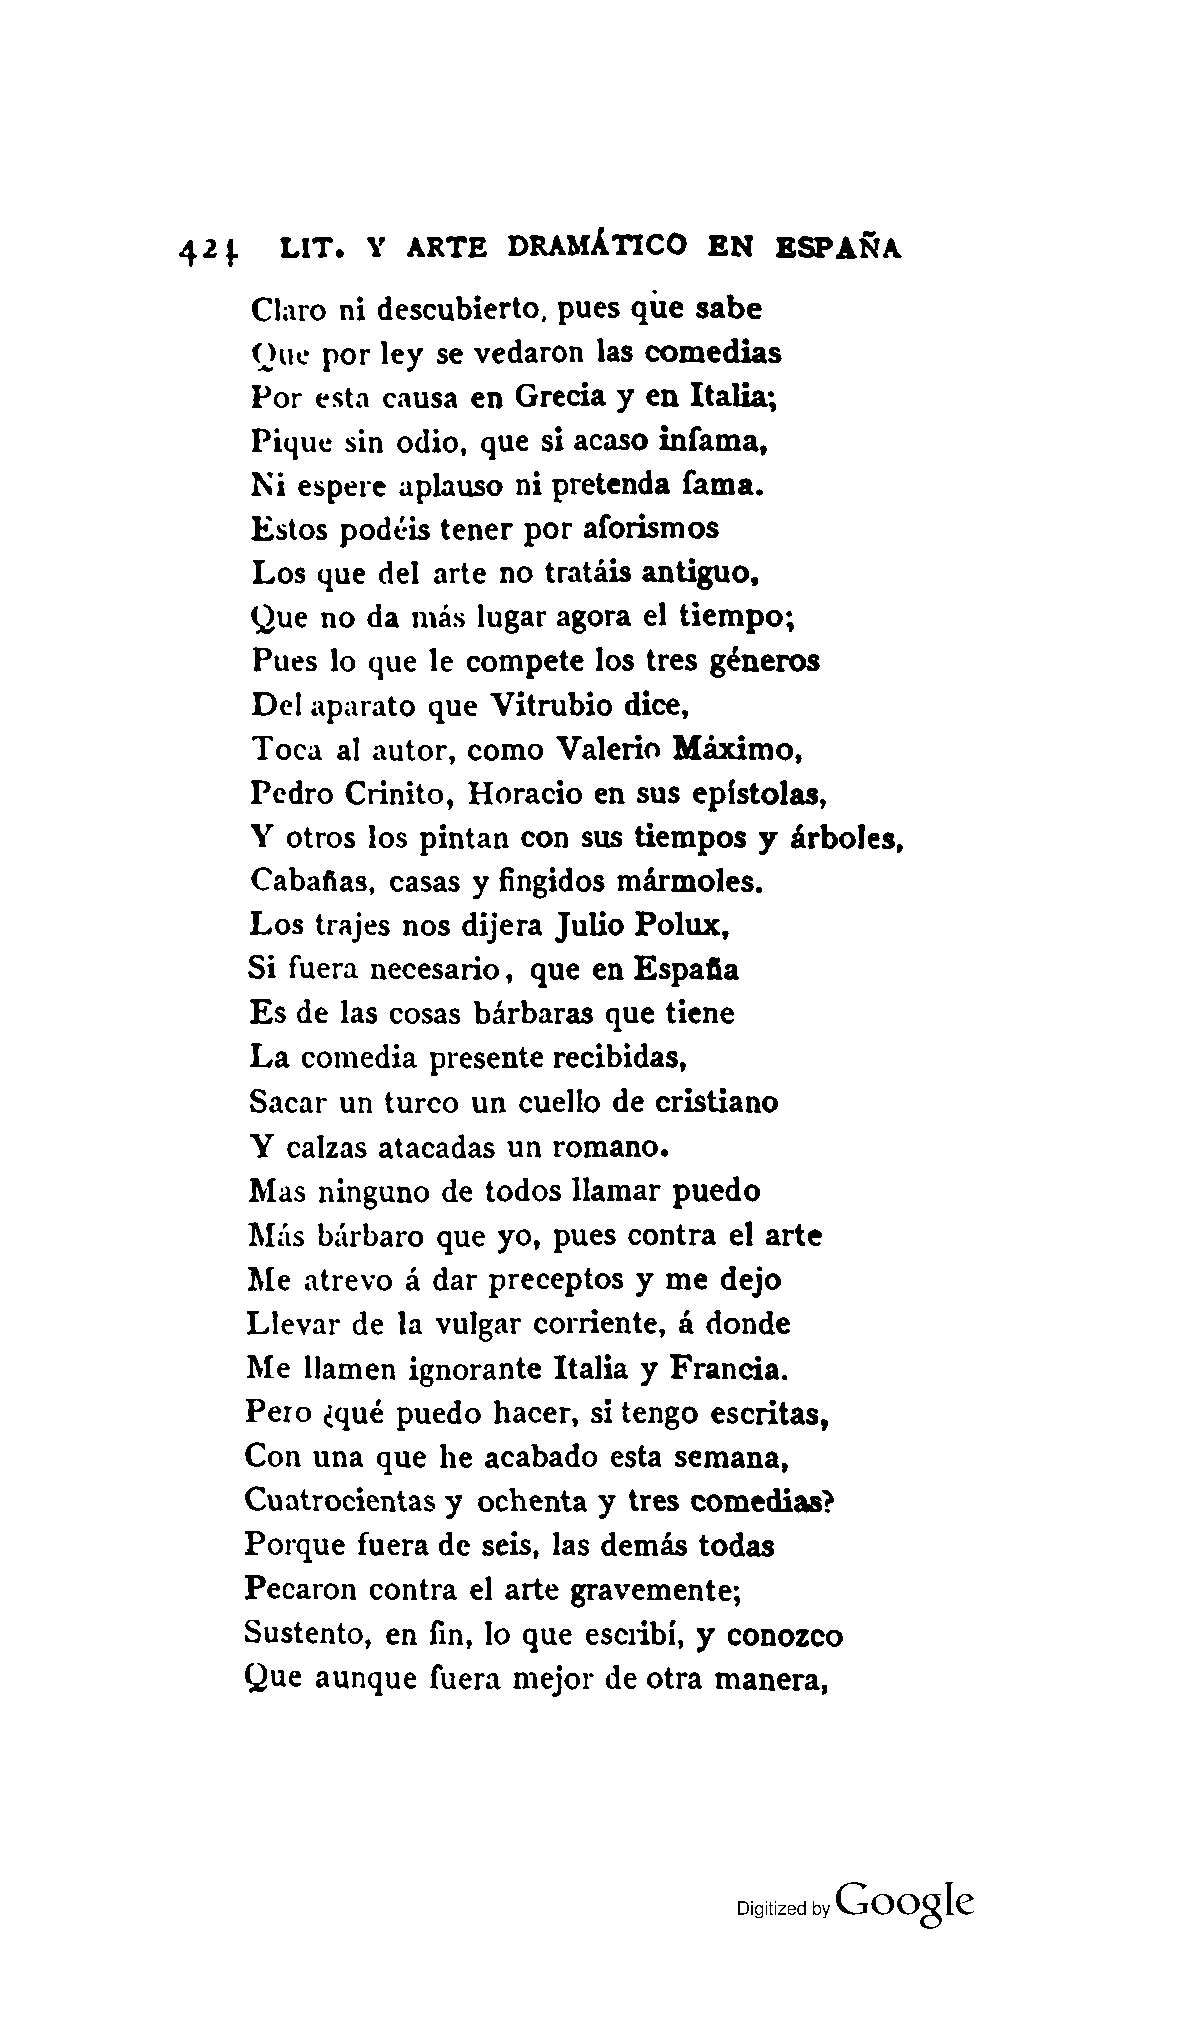 424 LIT. Y ARTE DRAMÁTICO EN ESPAÑA
Claro ni descubierto, pues que sabe
Que por ley se vedaron las comedias
Por esta causa en Grecia y en Italia;
Pique sin odio, que si acaso infama,
Ni espere aplauso ni pretenda fama.
Estos podéis tener por aforismos
Los que del arte no tratáis antiguo,
Que no da más lugar agora el tiempo;
Pues lo que le compete los tres géneros
Del aparato que Vitrubio dice,
Toca al autor, como Valerio Máximo,
Pedro Crinito, Horacio en sus epístolas,
Y otros los pintan con sus tiempos y árboles,
Cabañas, casas y fingidos mármoles.
Los trajes nos dijera Julio Polux,
Si fuera necesario, que en España
Es de las cosas bárbaras que tiene
La comedia presente recibidas,
Sacar un turco un cuello de cristiano
Y calzas atacadas un romano.
Mas ninguno de todos llamar puedo
Más bárbaro que yo, pues contra el arte
Me atrevo á dar preceptos y me dejo
Llevar de la vulgar corriente, á donde
Me llamen ignorante Italia y Francia.
Pero ¿qué puedo hacer, si tengo escritas,
Con una que he acabado esta semana,
Cuatrocientas y ochenta y tres comedias?
Porque fuera de seis, las demás todas
Pecaron contra el arte gravemente;
Sustento, en fin, lo que escribí, y conozco
Que aunque fuera mejor de otra manera,
Digitized by Google